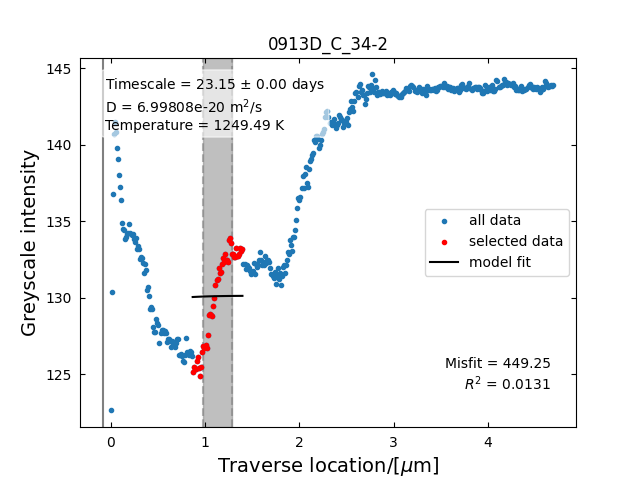 0913D_C_34-2
Timescale = 23.15 ± 0.00 days
D = 6.99808e-20 m²/s
Temperature = 1249.49 K
145
140
135
130
125
Greyscale intensity
all data
selected data
model fit
Misfit = 449.25
R² = 0.0131
0 1 2 3 4
Traverse location/[μm]